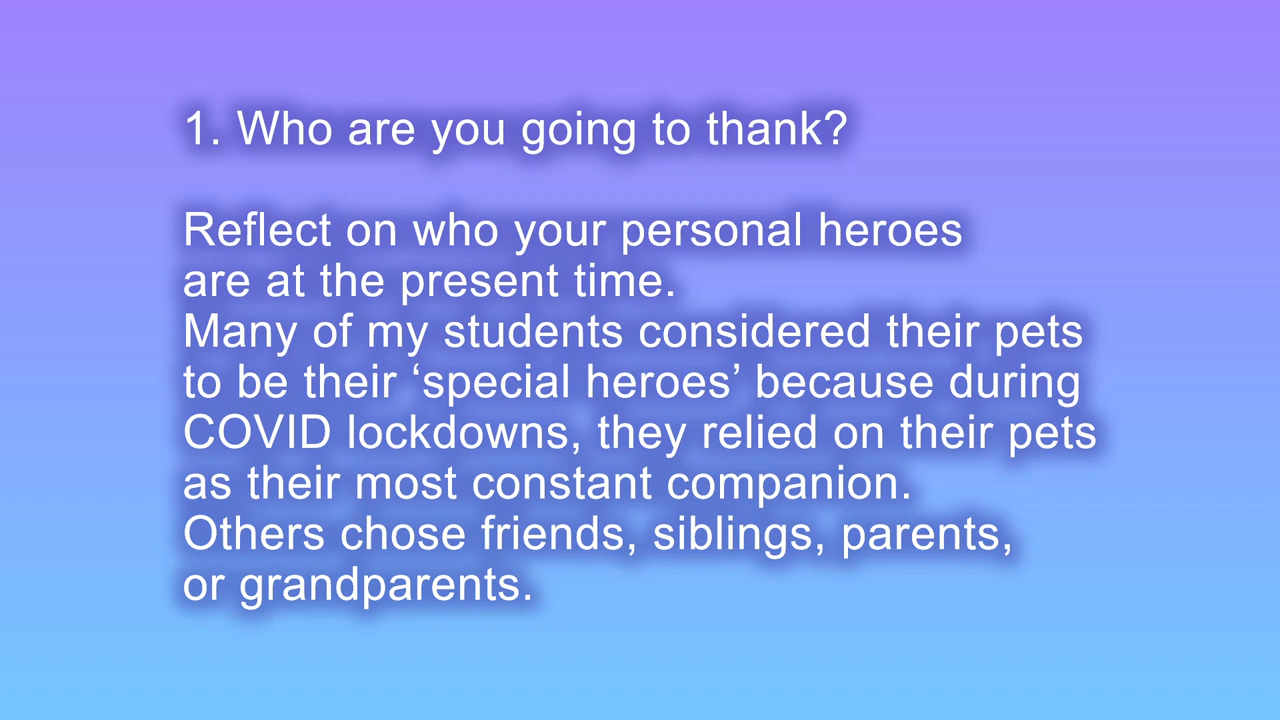 1. Who are you going to thank?
Reflect on who your personal heroes
are at the present time.
Many of my students considered their pets
to be their ‘special heroes’ because during
COVID lockdowns, they relied on their pets
as their most constant companion.
Others chose friends, siblings, parents,
or grandparents.